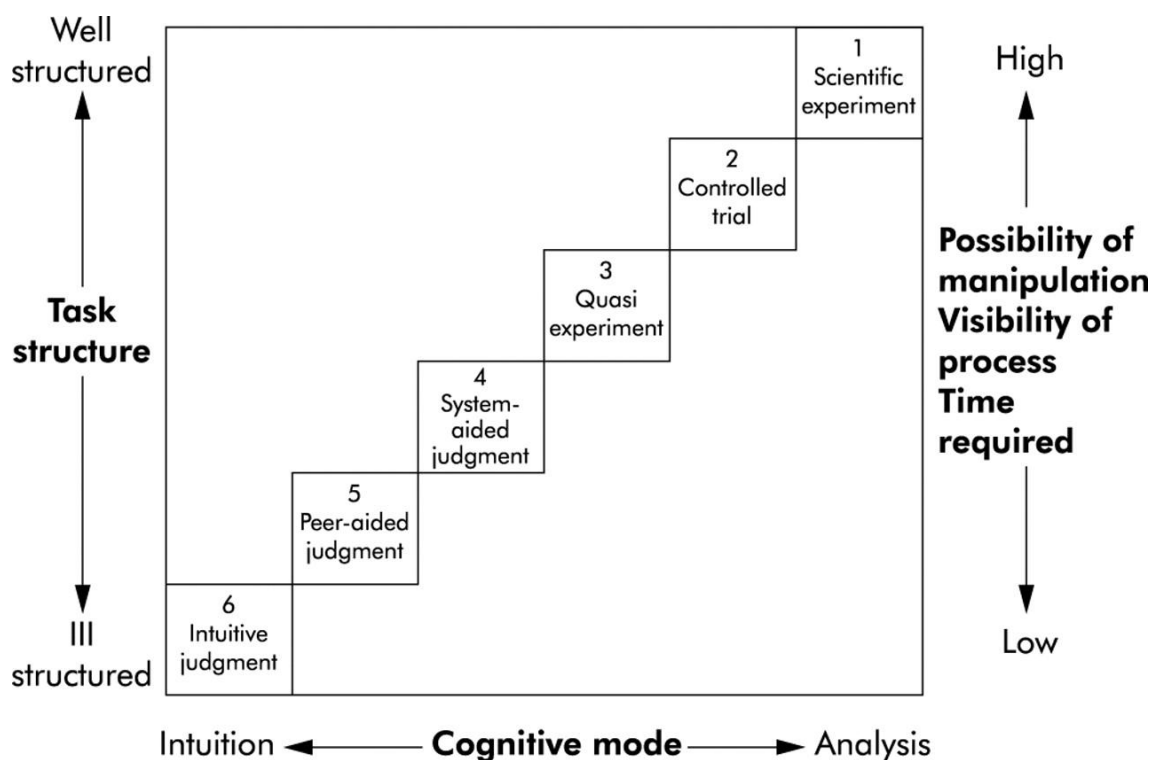 Well
structured
Task
structure
Ill
structured
1
Scientific
experiment
2
Controlled
trial
3
Quasi
experiment
4
System-
aided
judgment
5
Peer-aided
judgment
6
Intuitive
judgment
High
Possibility of
manipulation
Visibility of
process
Time
required
Low
Intuition Cognitive mode Analysis